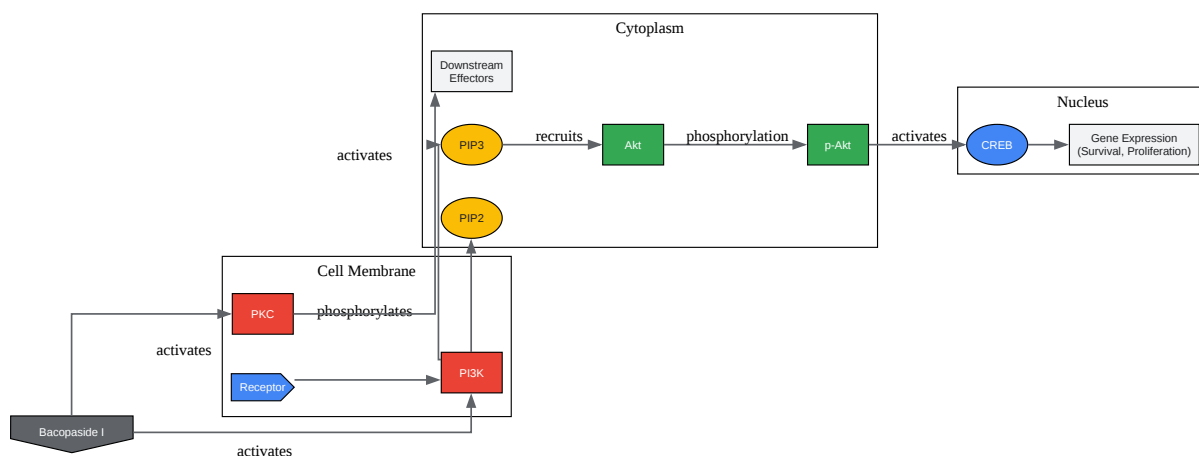 Cytoplasm
Downstream
Effectors
Nucleus
PIP3
recruits
Akt
phosphorylation
p-Akt
activates
CREB
Gene Expression
(Survival, Proliferation)
activates
PIP2
Cell Membrane
PKC
phosphorylates
activates
PI3K
Receptor
Bacopaside I
activates